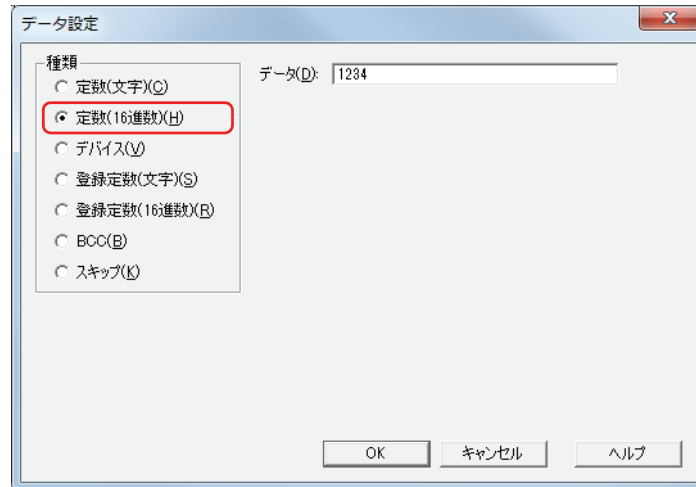 データ設定
種類
定数(文字)(C)
定数(16進数)(H)
デバイス(V)
登録定数(文字)(S)
登録定数(16進数)(R)
BCC(B)
スキップ(K)
データ(D): 1234
OK キャンセル ヘルプ